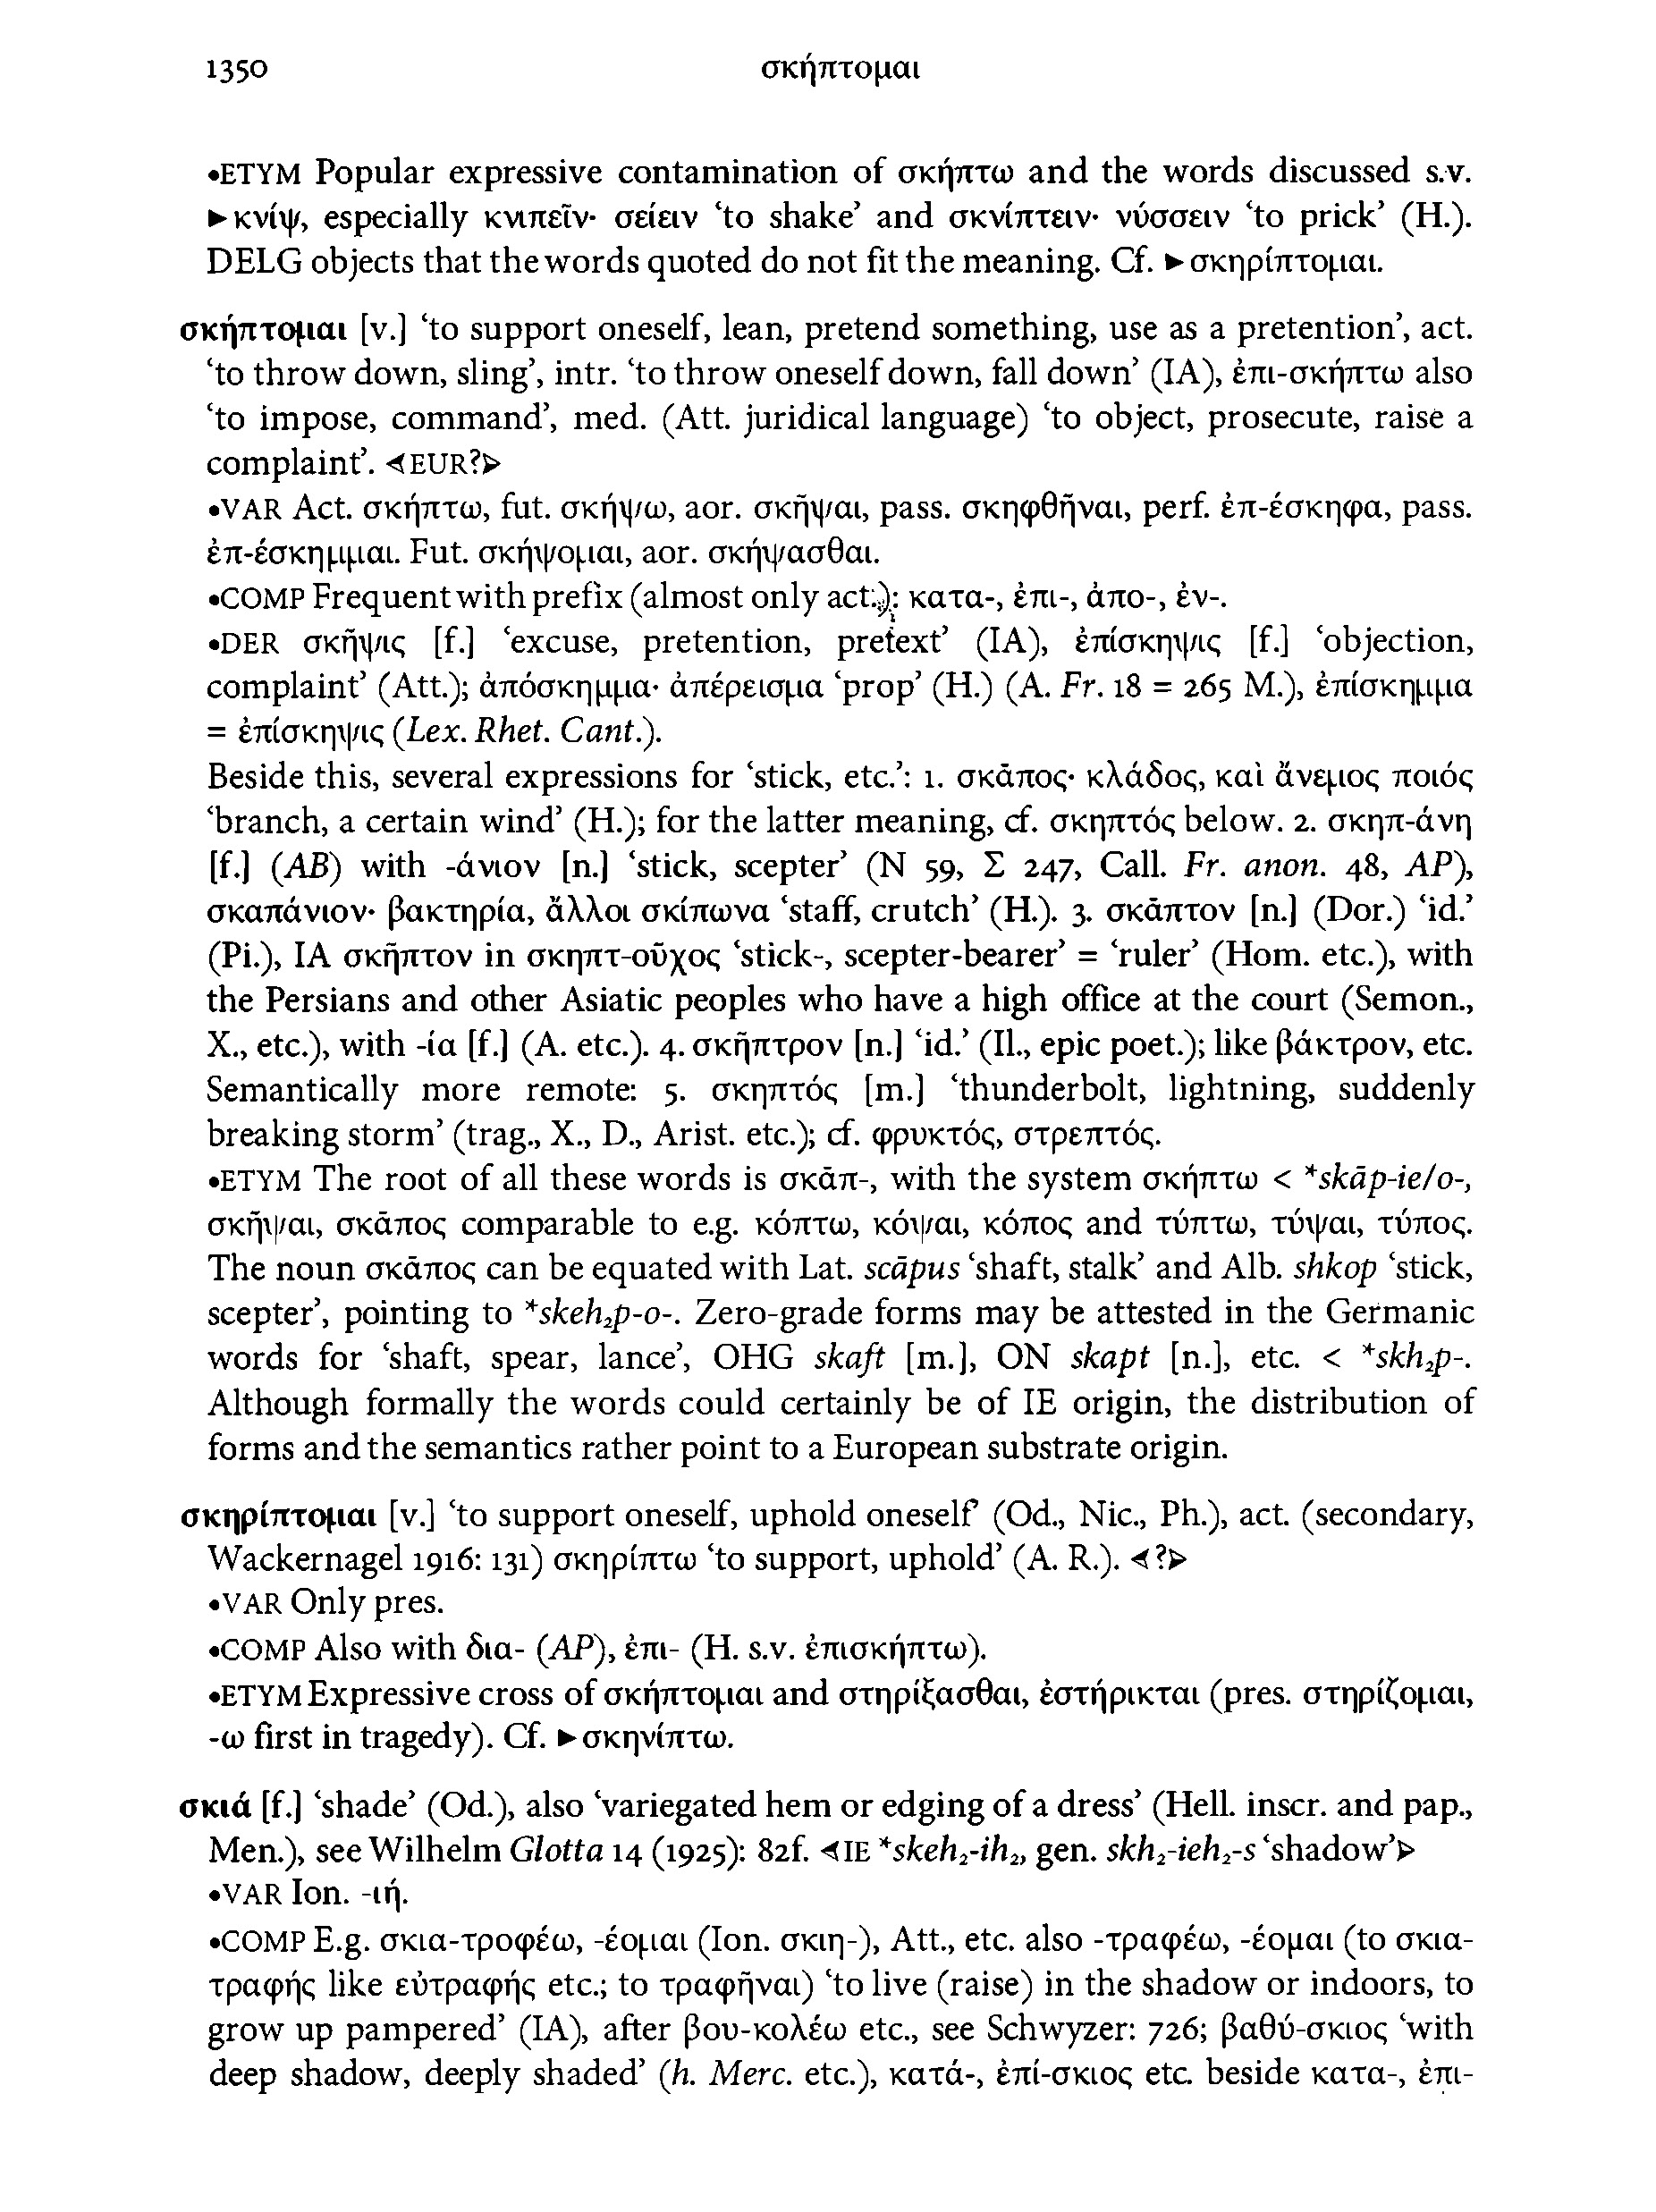 1350 σκήπτομαι
•ETYM Popular expressive contamination of σκήπτω and the words discussed s.v.
►κνίψ, especially κνιπεῖν· σείειν ‘to shake’ and σκνίπτειν· νύσσειν ‘to prick’ (H.).
DELG objects that the words quoted do not fit the meaning. Cf. ►σκηρίπτομαι.
σκήπτομαι [v.] ‘to support oneself, lean, pretend something, use as a pretention’, act.
‘to throw down, sling’, intr. ‘to throw oneself down, fall down’ (IA), ἐπι-σκήπτω also
‘to impose, command’, med. (Att. juridical language) ‘to object, prosecute, raise a
complaint’. ◄EUR?►
•VAR Act. σκήπτω, fut. σκήψω, aor. σκῆψαι, pass. σκηφθῆναι, perf. ἐπ-έσκηφα, pass.
ἐπ-έσκημμαι. Fut. σκήψομαι, aor. σκήψασθαι.
•COMP Frequent with prefix (almost only act.): κατα-, ἐπι-, ἀπο-, ἐν-.
•DER σκῆψις [f.] ‘excuse, pretention, pretext’ (IA), ἐπίσκηψις [f.] ‘objection,
complaint’ (Att.); ἀπόσκημμα· ἀπέρεισμα ‘prop’ (H.) (A. Fr. 18 = 265 M.), ἐπίσκημμα
= ἐπίσκηψις (Lex. Rhet. Cant.).
Beside this, several expressions for ‘stick, etc.’: 1. σκᾶπος· κλάδος, καὶ ἄνεμος ποιός
‘branch, a certain wind’ (H.); for the latter meaning, cf. σκηπτός below. 2. σκηπ-άνη
[f.] (AB) with -άνιον [n.] ‘stick, scepter’ (N 59, Σ 247, Call. Fr. anon. 48, AP),
σκαπάνιον· βακτηρία, ἄλλοι σκίπωνα ‘staff, crutch’ (H.). 3. σκᾶπτον [n.] (Dor.) ‘id.’
(Pi.), IA σκῆπτον in σκηπτ-οῦχος ‘stick-, scepter-bearer’ = ‘ruler’ (Hom. etc.), with
the Persians and other Asiatic peoples who have a high office at the court (Semon.,
X., etc.), with -ία [f.] (A. etc.). 4. σκῆπτρον [n.] ‘id.’ (Il., epic poet.); like βάκτρον, etc.
Semantically more remote: 5. σκηπτός [m.] ‘thunderbolt, lightning, suddenly
breaking storm’ (trag., X., D., Arist. etc.); cf. φρυκτός, στρεπτός.
•ETYM The root of all these words is σκᾱπ-, with the system σκήπτω < *skāp-ie/o-,
σκῆψαι, σκᾶπος comparable to e.g. κόπτω, κόψαι, κόπος and τύπτω, τύψαι, τύπος.
The noun σκᾶπος can be equated with Lat. scāpus ‘shaft, stalk’ and Alb. shkop ‘stick,
scepter’, pointing to *skeh₂p-o-. Zero-grade forms may be attested in the Germanic
words for ‘shaft, spear, lance’, OHG skaft [m.], ON skapt [n.], etc. < *skh₂p-.
Although formally the words could certainly be of IE origin, the distribution of
forms and the semantics rather point to a European substrate origin.
σκηρίπτομαι [v.] ‘to support oneself, uphold oneself’ (Od., Nic., Ph.), act. (secondary,
Wackernagel 1916: 131) σκηρίπτω ‘to support, uphold’ (A. R.). ◄?►
•VAR Only pres.
•COMP Also with δια- (AP), ἐπι- (H. s.v. ἐπισκήπτω).
•ETYM Expressive cross of σκήπτομαι and στηρίξασθαι, ἐστήρικται (pres. στηρίζομαι,
-ω first in tragedy). Cf. ►σκηνίπτω.
σκιά [f.] ‘shade’ (Od.), also ‘variegated hem or edging of a dress’ (Hell. inscr. and pap.,
Men.), see Wilhelm Glotta 14 (1925): 82f. ◄IE *skeh₂-ih₂, gen. skh₂-ieh₂-s ‘shadow’►
•VAR Ion. -ιή.
•COMP E.g. σκια-τροφέω, -έομαι (Ion. σκιη-), Att., etc. also -τραφέω, -έομαι (to σκια-
τραφής like εὐτραφής etc.; to τραφῆναι) ‘to live (raise) in the shadow or indoors, to
grow up pampered’ (IA), after βου-κολέω etc., see Schwyzer: 726; βαθύ-σκιος ‘with
deep shadow, deeply shaded’ (h. Merc. etc.), κατά-, ἐπί-σκιος etc. beside κατα-, ἐπι-